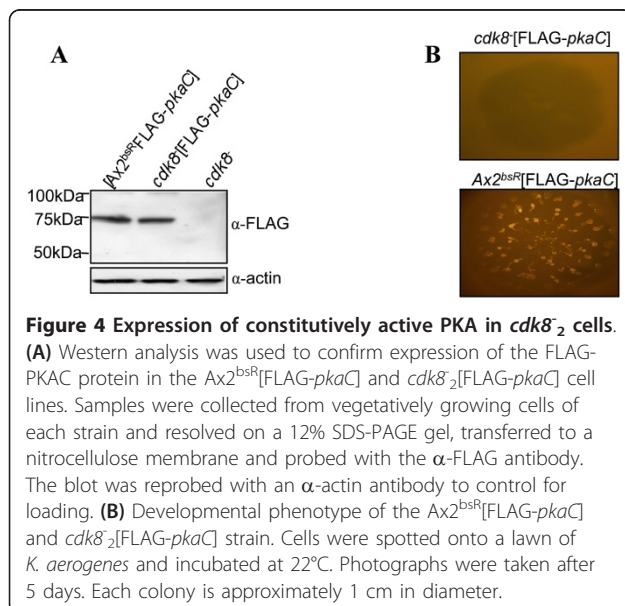 A
B
[Ax2ᵇˢᴿFLAG-pkaC]
cdk8⁻[FLAG-pkaC]
cdk8⁻
100kDa
75kDa
50kDa
α-FLAG
α-actin
cdk8⁻[FLAG-pkaC]
Ax2ᵇˢᴿ[FLAG-pkaC]
Figure 4 Expression of constitutively active PKA in cdk8⁻₂ cells.
(A) Western analysis was used to confirm expression of the FLAG-
PKAC protein in the Ax2ᵇˢᴿ[FLAG-pkaC] and cdk8⁻₂[FLAG-pkaC] cell
lines. Samples were collected from vegetatively growing cells of
each strain and resolved on a 12% SDS-PAGE gel, transferred to a
nitrocellulose membrane and probed with the α-FLAG antibody.
The blot was reprobed with an α-actin antibody to control for
loading. (B) Developmental phenotype of the Ax2ᵇˢᴿ[FLAG-pkaC]
and cdk8⁻₂[FLAG-pkaC] strain. Cells were spotted onto a lawn of
K. aerogenes and incubated at 22°C. Photographs were taken after
5 days. Each colony is approximately 1 cm in diameter.